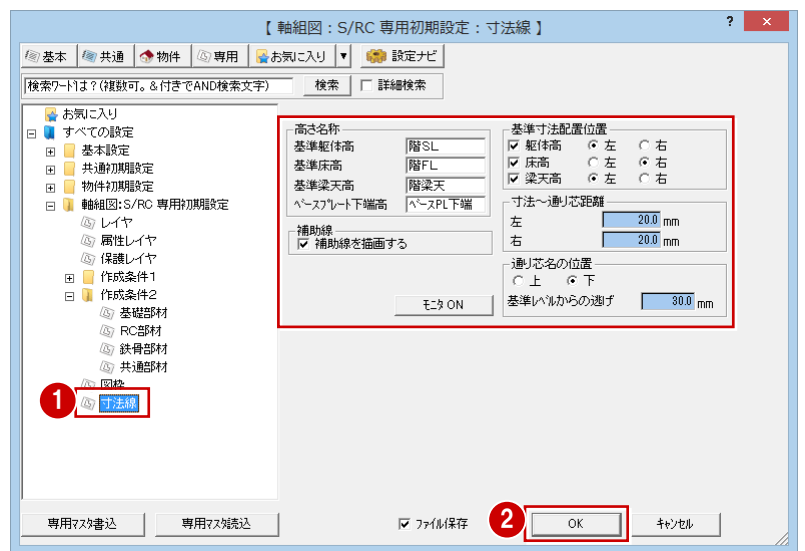 【 軸組図：S/RC 専用初期設定：寸法線 】
? ×
基本 共通 物件 専用 お気に入り ▼ 設定ナビ
検索ワードは？(複数可。＆付きでAND検索文字) 検索 詳細検索
お気に入り
すべての設定
基本設定
共通初期設定
物件初期設定
軸組図:S/RC 専用初期設定
レイヤ
属性レイヤ
保護レイヤ
作成条件1
作成条件2
基礎部材
RC部材
鉄骨部材
共通部材
図枠
1 寸法線
高さ名称
基準躯体高 階SL
基準床高 階FL
基準梁天高 階梁天
ベースプレート下端高 ベースPL下端
補助線
補助線を描画する
モニタ ON
基準寸法配置位置
躯体高 左 右
床高 左 右
梁天高 左 右
寸法～通り芯距離
左 20.0 mm
右 20.0 mm
通り芯名の位置
上 下
基準レベルからの逃げ 30.0 mm
専用マスタ書込 専用マスタ読込 ファイル保存 2 OK キャンセル